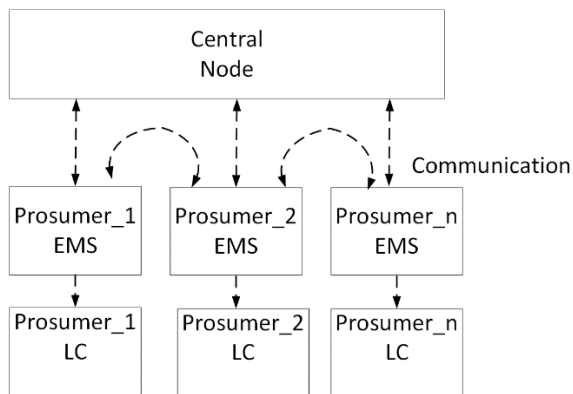 Central
Node
Communication
Prosumer_1
EMS
Prosumer_2
EMS
Prosumer_n
EMS
Prosumer_1
LC
Prosumer_2
LC
Prosumer_n
LC